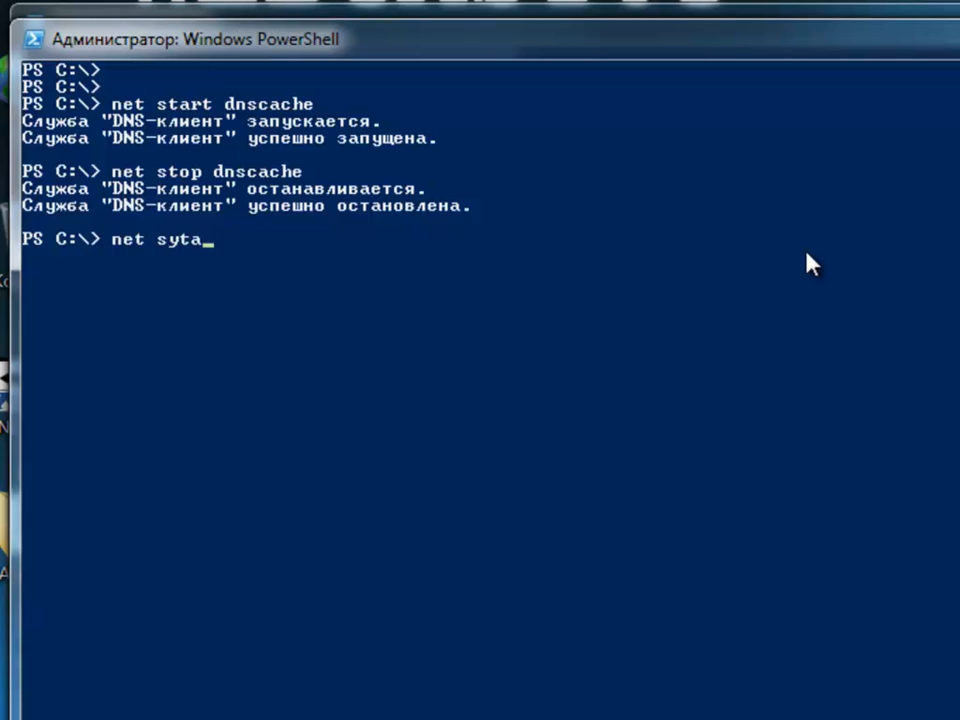 Администратор: Windows PowerShell
PS C:\>
PS C:\>
PS C:\> net start dnscache
Служба "DNS-клиент" запускается.
Служба "DNS-клиент" успешно запущена.
PS C:\> net stop dnscache
Служба "DNS-клиент" останавливается.
Служба "DNS-клиент" успешно остановлена.
PS C:\> net syta_